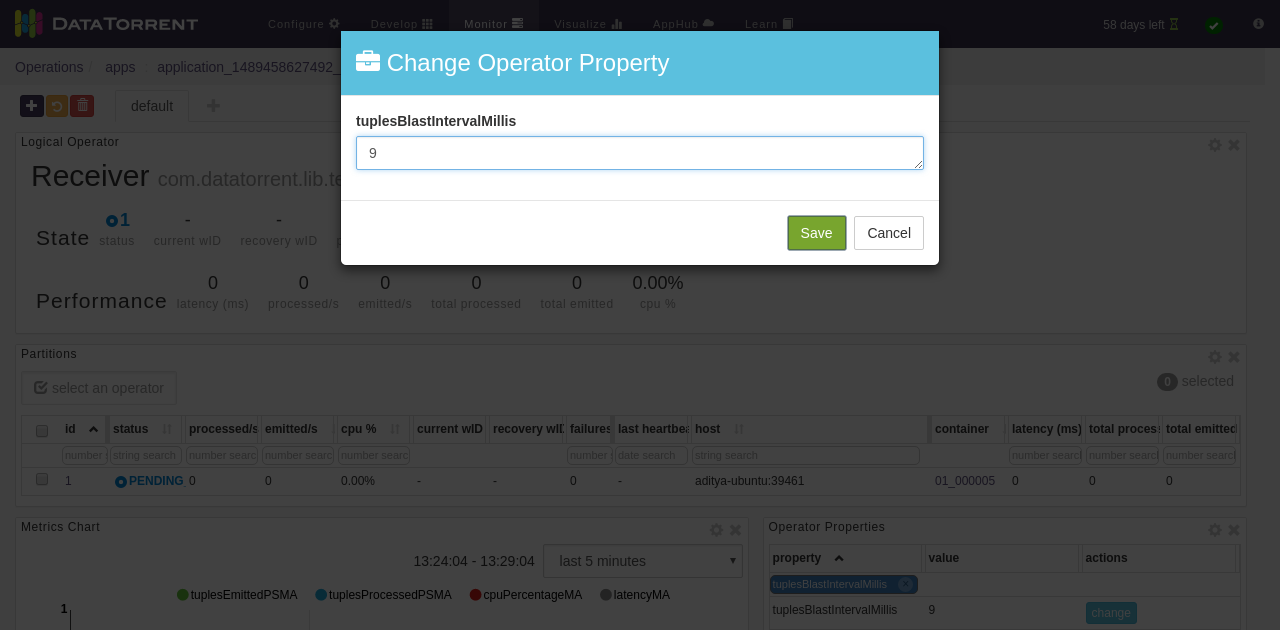 DATATORRENT
Configure Develop Monitor Visualize AppHub Learn 58 days left
Operations / apps : application_1489458627492_
default
Change Operator Property
tuplesBlastIntervalMillis
9
Save Cancel
Logical Operator
Receiver com.datatorrent.lib.te
State
1 - -
status current wID recovery wID
Performance
0 0 0 0 0 0.00%
latency (ms) processed/s emitted/s total processed total emitted cpu %
Partitions
select an operator
0 selected
id status processed/s emitted/s cpu % current wID recovery wID failures last heartbea host container latency (ms) total process total emitted
number string search number search number search number search number date search string search number search number search number search
1 PENDING 0 0 0.00% - - 0 - aditya-ubuntu:39461 01_000005 0 0 0
Metrics Chart
13:24:04 - 13:29:04 last 5 minutes
tuplesEmittedPSMA tuplesProcessedPSMA cpuPercentageMA latencyMA
1
Operator Properties
property value actions
tuplesBlastIntervalMillis
tuplesBlastIntervalMillis 9 change